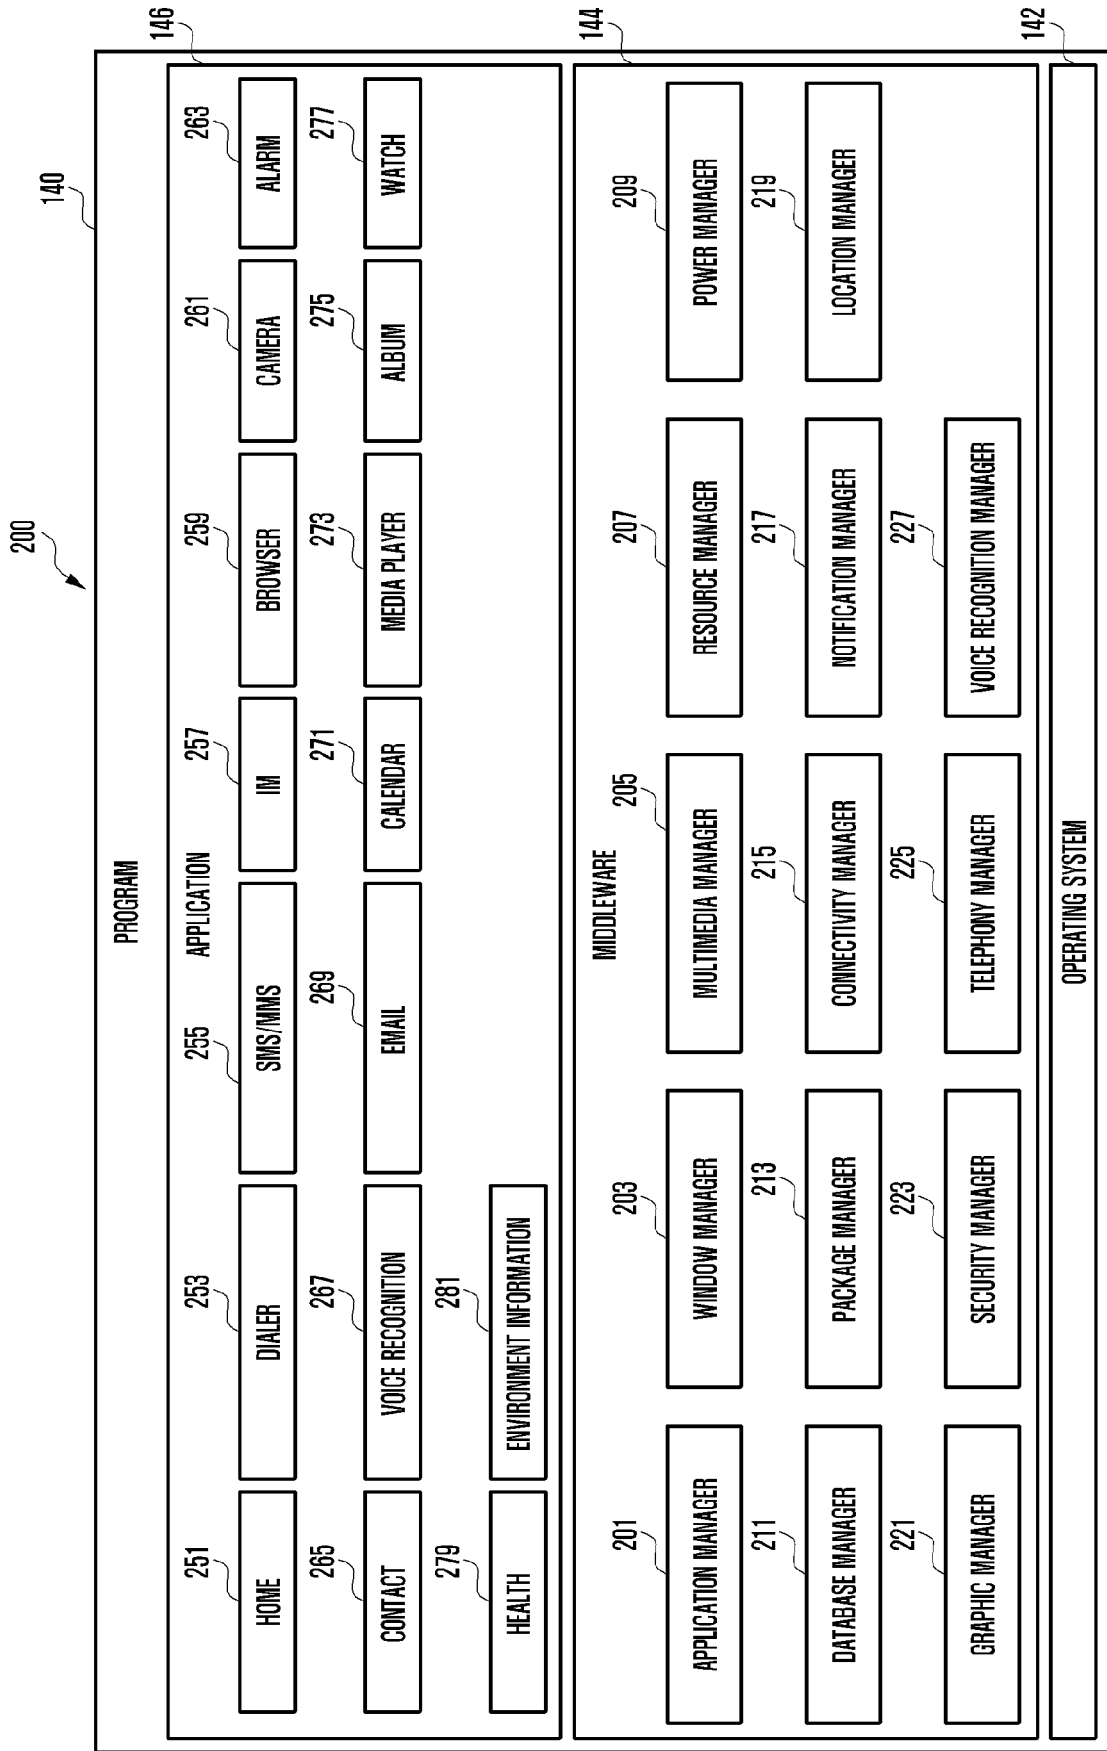 200
140
PROGRAM
146
APPLICATION
251 253 255 257 259 261 263
HOME DIALER SMS/MMS IM BROWSER CAMERA ALARM
265 267 269 271 273 275 277
CONTACT VOICE RECOGNITION EMAIL CALENDAR MEDIA PLAYER ALBUM WATCH
279 281
HEALTH ENVIRONMENT INFORMATION
144
MIDDLEWARE
201 203 205 207 209
APPLICATION MANAGER WINDOW MANAGER MULTIMEDIA MANAGER RESOURCE MANAGER POWER MANAGER
211 213 215 217 219
DATABASE MANAGER PACKAGE MANAGER CONNECTIVITY MANAGER NOTIFICATION MANAGER LOCATION MANAGER
221 223 225 227
GRAPHIC MANAGER SECURITY MANAGER TELEPHONY MANAGER VOICE RECOGNITION MANAGER
142
OPERATING SYSTEM